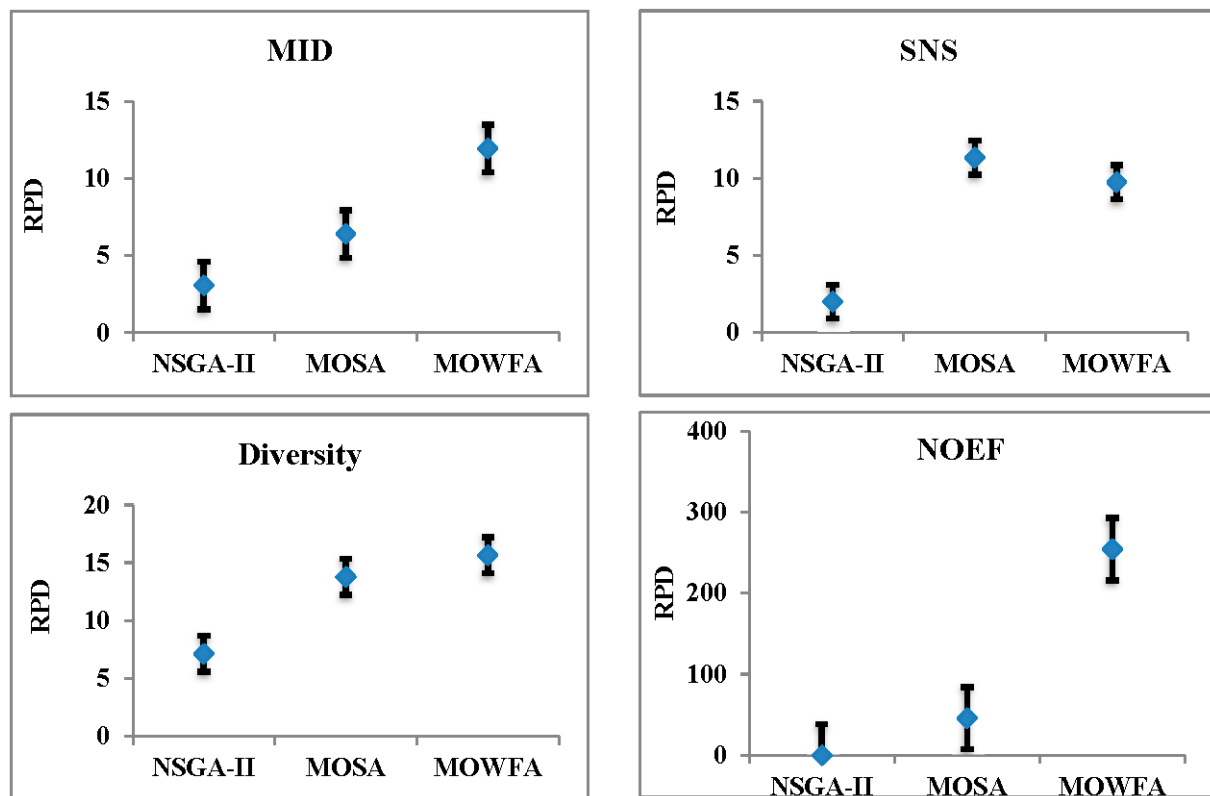 MID
15
10
5
0
RPD
NSGA-II MOSA MOWFA
SNS
15
10
5
0
RPD
NSGA-II MOSA MOWFA
Diversity
20
15
10
5
0
RPD
NSGA-II MOSA MOWFA
NOEF
400
300
200
100
0
RPD
NSGA-II MOSA MOWFA